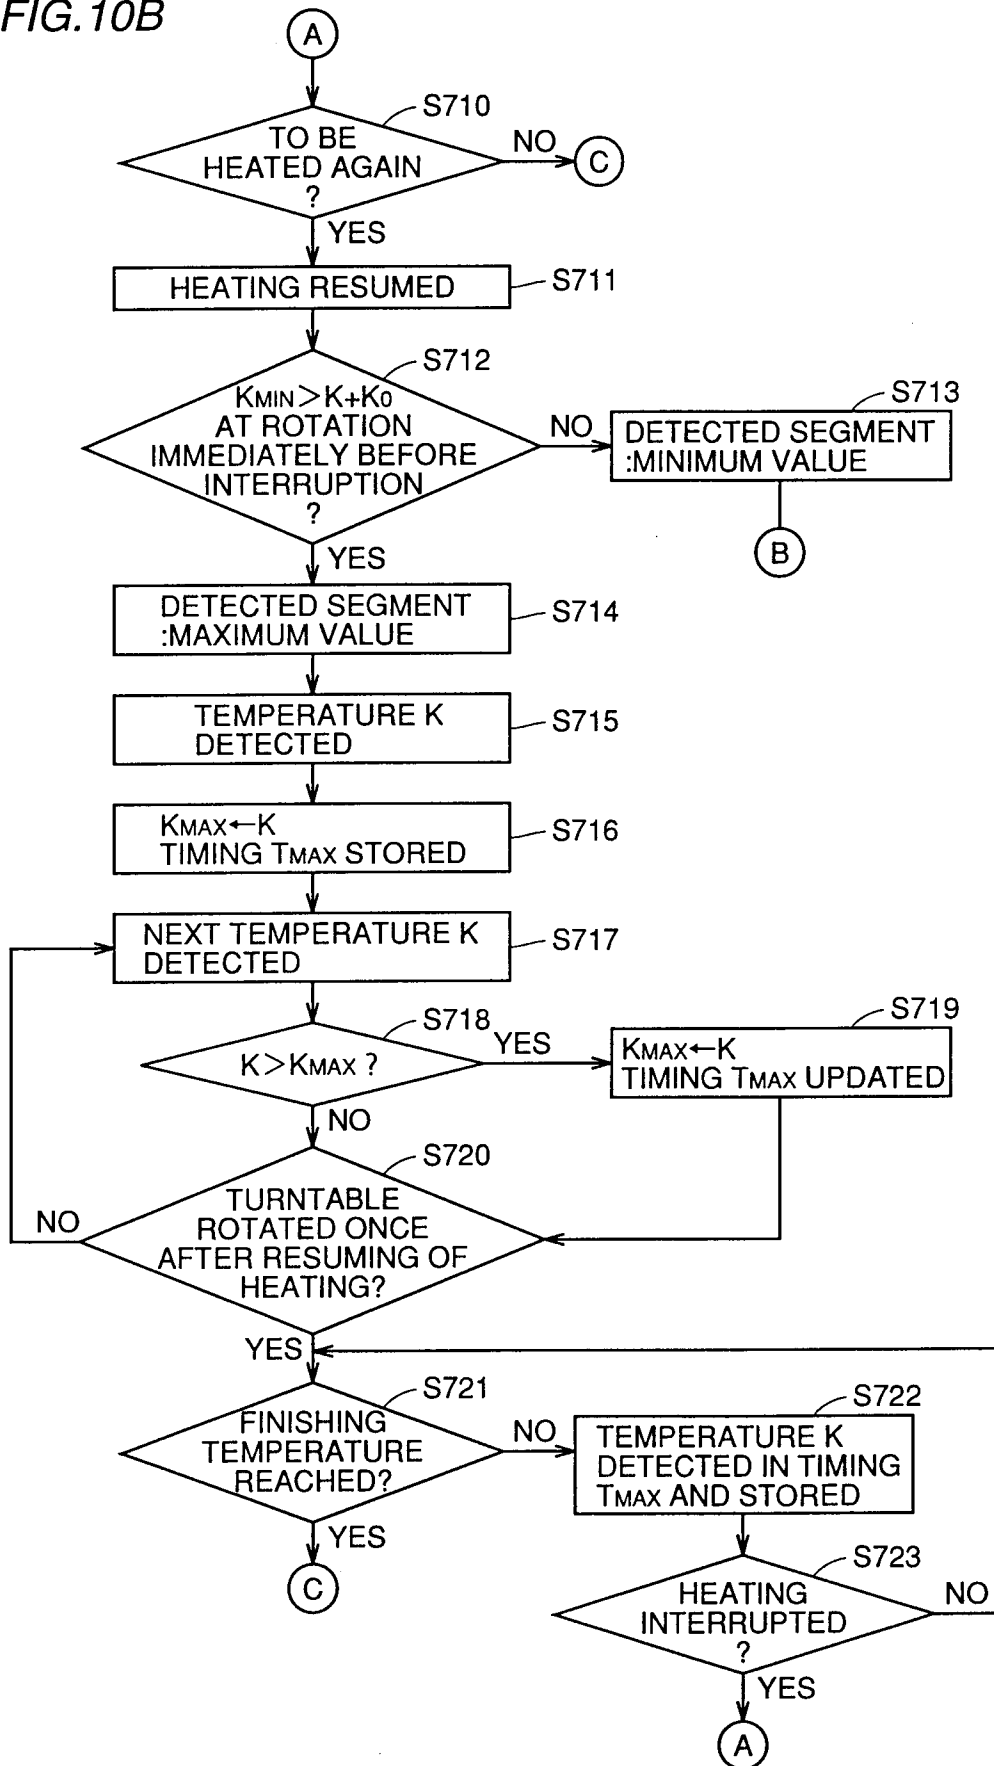 FIG.10B
A
S710
TO BE
HEATED AGAIN
?
NO
C
YES
HEATING RESUMED
S711
S712
KMIN>K+K0
AT ROTATION
IMMEDIATELY BEFORE
INTERRUPTION
?
NO
S713
DETECTED SEGMENT
:MINIMUM VALUE
B
YES
DETECTED SEGMENT
:MAXIMUM VALUE
S714
TEMPERATURE K
DETECTED
S715
KMAX←K
TIMING TMAX STORED
S716
NEXT TEMPERATURE K
DETECTED
S717
S718
K>KMAX ?
YES
S719
KMAX←K
TIMING TMAX UPDATED
NO
S720
TURNTABLE
ROTATED ONCE
AFTER RESUMING OF
HEATING?
NO
YES
S721
FINISHING
TEMPERATURE
REACHED?
NO
S722
TEMPERATURE K
DETECTED IN TIMING
TMAX AND STORED
YES
C
S723
HEATING
INTERRUPTED
?
NO
YES
A